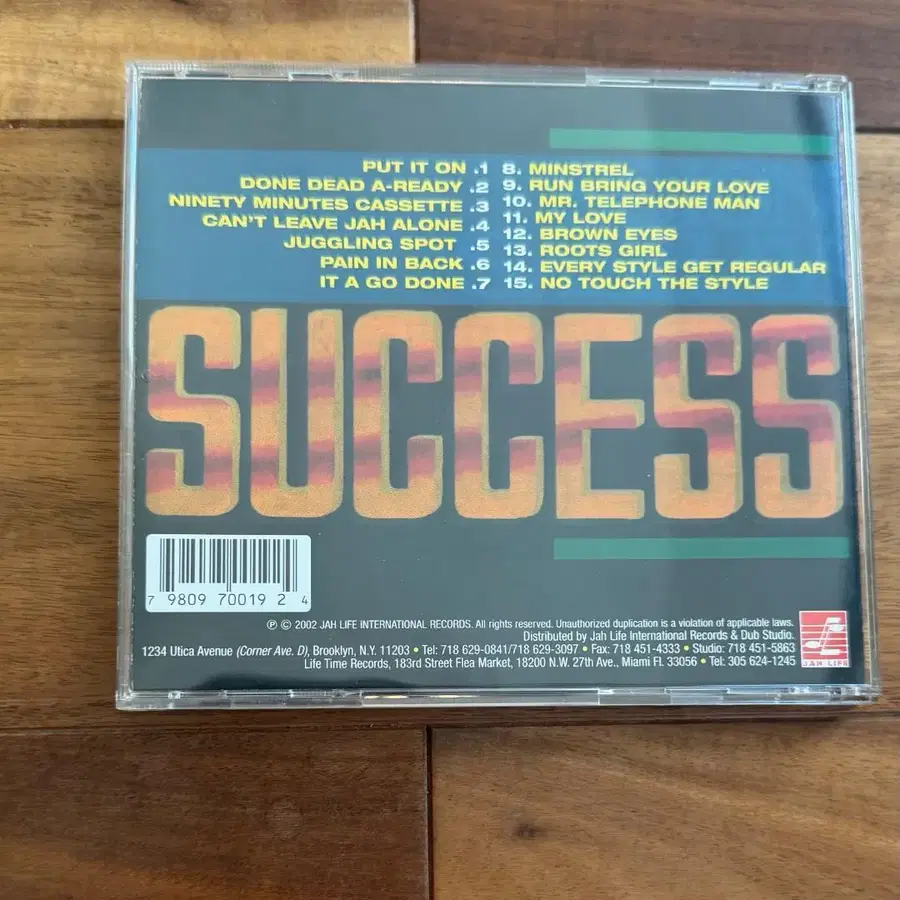 PUT IT ON .1
DONE DEAD A-READY .2
NINETY MINUTES CASSETTE .3
CAN'T LEAVE JAH ALONE .4
JUGGLING SPOT .5
PAIN IN BACK .6
IT A GO DONE .7
8. MINSTREL
9. RUN BRING YOUR LOVE
10. MR. TELEPHONE MAN
11. MY LOVE
12. BROWN EYES
13. ROOTS GIRL
14. EVERY STYLE GET REGULAR
15. NO TOUCH THE STYLE
SUCCESS
7 98097 00192 4
℗ © 2002 JAH LIFE INTERNATIONAL RECORDS. All rights reserved. Unauthorized duplication is a violation of applicable laws.
Distributed by Jah Life International Records & Dub Studio.
1234 Utica Avenue (Corner Ave. D), Brooklyn, N.Y. 11203 • Tel: 718 629-0841/718 629-3097 • Fax: 718 451-4333 • Studio: 718 451-5863
Life Time Records, 183rd Street Flea Market, 18200 N.W. 27th Ave., Miami FL 33056 • Tel: 305 624-1245
JAH LIFE